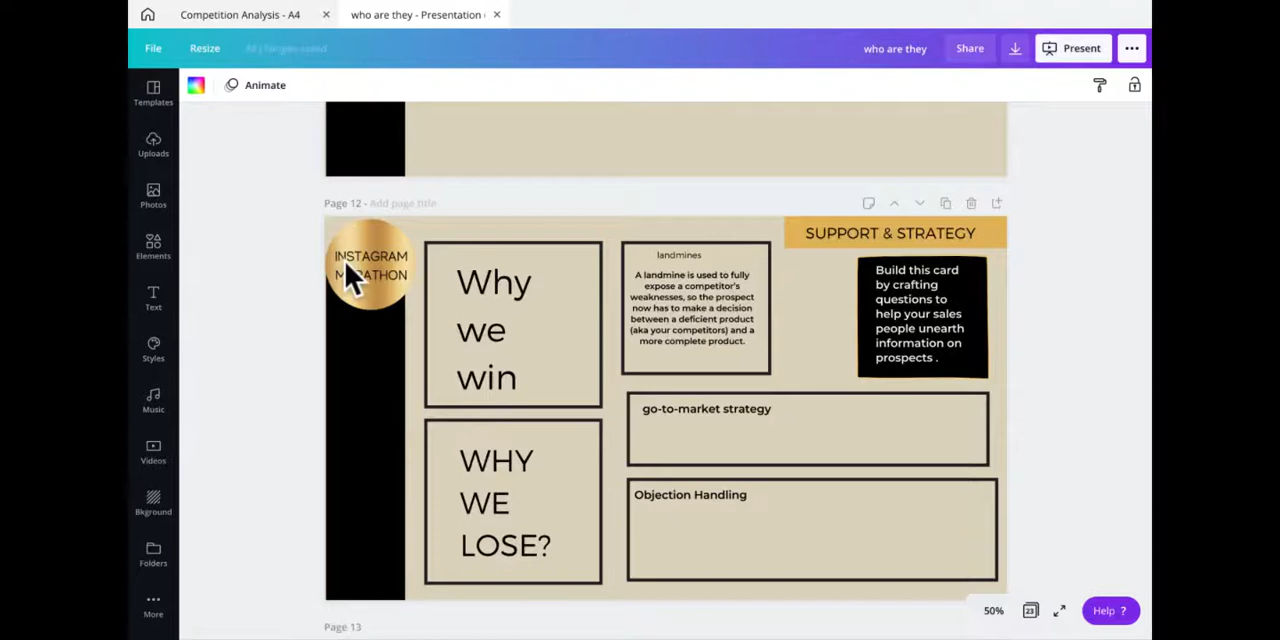 Competition Analysis - A4
who are they - Presentation
File
Resize
All changes saved
who are they
Share
Present
Animate
Templates
Uploads
Photos
Elements
Text
Styles
Music
Videos
Bkground
Folders
More
Page 12 - Add page title
INSTAGRAM
MARATHON
Why
we
win
WHY
WE
LOSE?
landmines
A landmine is used to fully
expose a competitor's
weaknesses, so the prospect
now has to make a decision
between a deficient product
(aka your competitors) and a
more complete product.
SUPPORT & STRATEGY
Build this card
by crafting
questions to
help your sales
people unearth
information on
prospects .
go-to-market strategy
Objection Handling
Page 13
50%
23
Help ?